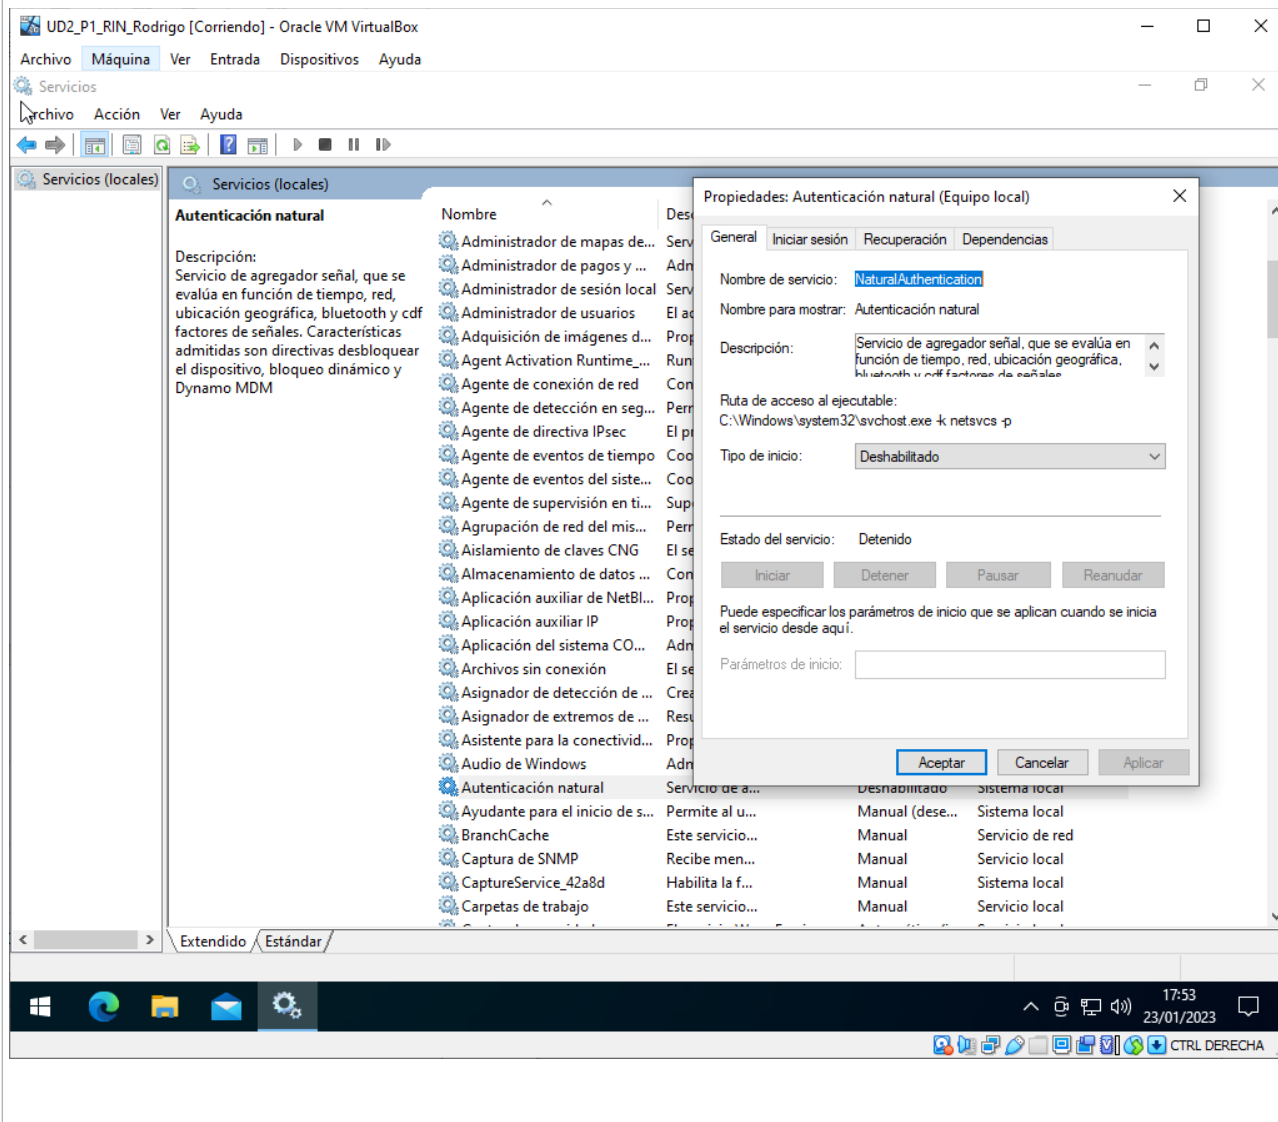 UD2_P1_RIN_Rodrigo [Corriendo] - Oracle VM VirtualBox
Archivo Máquina Ver Entrada Dispositivos Ayuda
Servicios
Archivo Acción Ver Ayuda
Servicios (locales)
Servicios (locales)
Autenticación natural
Descripción:
Servicio de agregador señal, que se
evalúa en función de tiempo, red,
ubicación geográfica, bluetooth y cdf
factores de señales. Características
admitidas son directivas desbloquear
el dispositivo, bloqueo dinámico y
Dynamo MDM
Nombre
Administrador de mapas de...
Administrador de pagos y ...
Administrador de sesión local
Administrador de usuarios
Adquisición de imágenes d...
Agent Activation Runtime_...
Agente de conexión de red
Agente de detección en seg...
Agente de directiva IPsec
Agente de eventos de tiempo
Agente de eventos del siste...
Agente de supervisión en ti...
Agrupación de red del mis...
Aislamiento de claves CNG
Almacenamiento de datos ...
Aplicación auxiliar de NetBI...
Aplicación auxiliar IP
Aplicación del sistema CO...
Archivos sin conexión
Asignador de detección de ...
Asignador de extremos de ...
Asistente para la conectivid...
Audio de Windows
Autenticación natural Servicio de a... Deshabilitado Sistema local
Ayudante para el inicio de s... Permite al u... Manual (dese... Sistema local
BranchCache Este servicio... Manual Servicio de red
Captura de SNMP Recibe men... Manual Servicio local
CaptureService_42a8d Habilita la f... Manual Sistema local
Carpetas de trabajo Este servicio... Manual Servicio local
Propiedades: Autenticación natural (Equipo local)
General Iniciar sesión Recuperación Dependencias
Nombre de servicio: NaturalAuthentication
Nombre para mostrar: Autenticación natural
Descripción: Servicio de agregador señal, que se evalúa en
función de tiempo, red, ubicación geográfica,
bluetooth y cdf factores de señales.
Ruta de acceso al ejecutable:
C:\Windows\system32\svchost.exe -k netsvcs -p
Tipo de inicio: Deshabilitado
Estado del servicio: Detenido
Iniciar Detener Pausar Reanudar
Puede especificar los parámetros de inicio que se aplican cuando se inicia
el servicio desde aquí.
Parámetros de inicio:
Aceptar Cancelar Aplicar
Extendido Estándar
17:53
23/01/2023
CTRL DERECHA